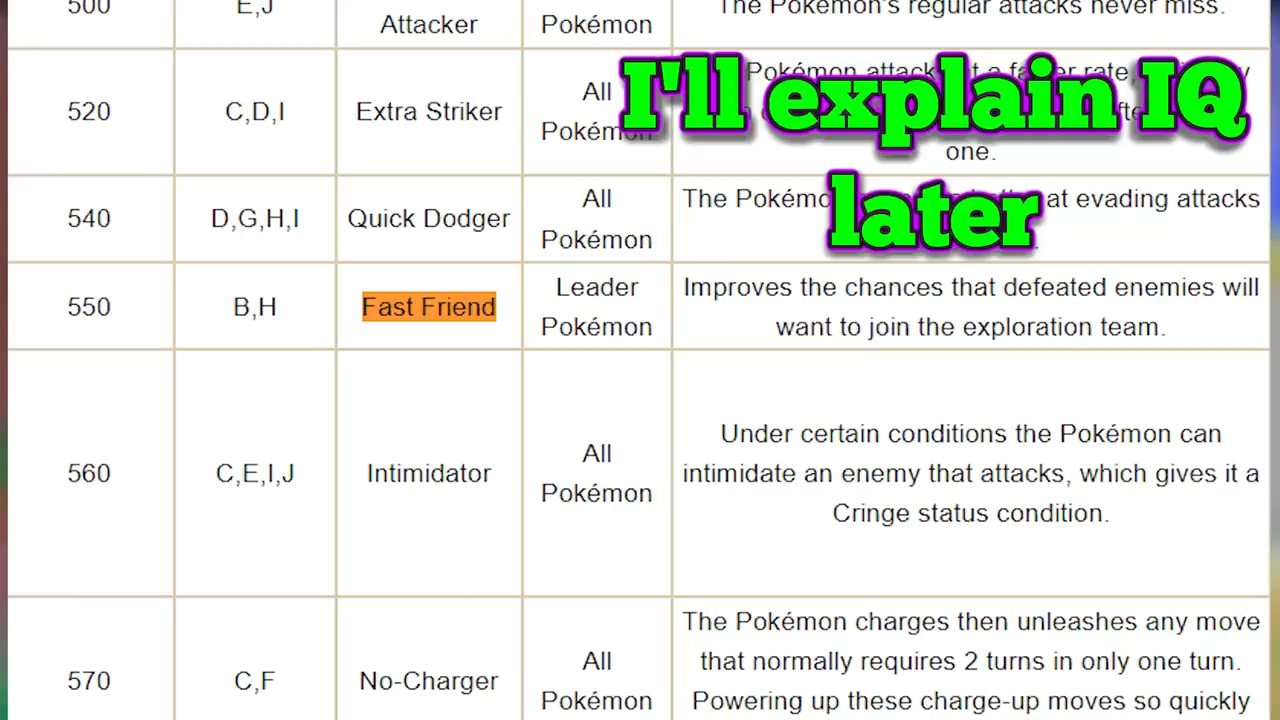 500
E,J
Attacker
Pokémon
The Pokémon's regular attacks never miss.
520
C,D,I
Extra Striker
All
Pokémon
Pokémon attack
rate,
one.
540
D,G,H,I
Quick Dodger
All
Pokémon
The
at evading attacks
550
B,H
Fast Friend
Leader
Pokémon
Improves the chances that defeated enemies will
want to join the exploration team.
560
C,E,I,J
Intimidator
All
Pokémon
Under certain conditions the Pokémon can
intimidate an enemy that attacks, which gives it a
Cringe status condition.
570
C,F
No-Charger
All
Pokémon
The Pokémon charges then unleashes any move
that normally requires 2 turns in only one turn.
Powering up these charge-up moves so quickly
I'll explain IQ
later